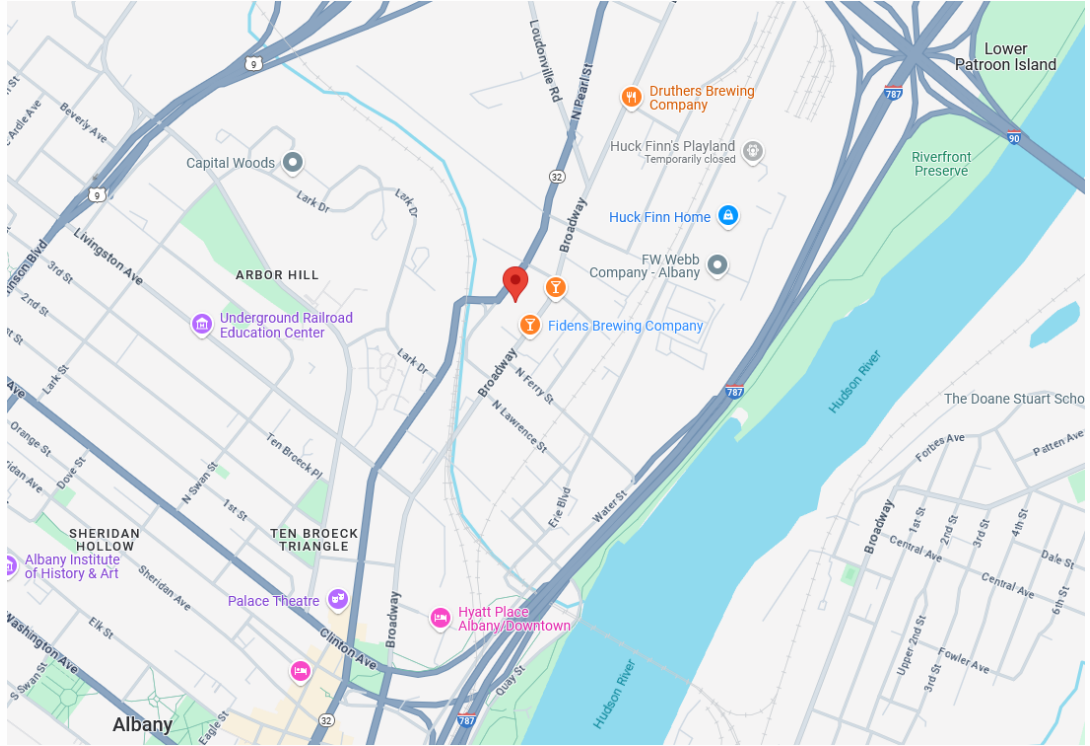 Loudonville Rd
N Pearl St
9
787
Lower
Patroon Island
Druthers Brewing
Company
Ardle Ave
Beverly Ave
90
Huck Finn's Playland
Temporarily closed
Capital Woods
Riverfront
Preserve
32
9
Lark Dr
Lark Dr
Broadway
Huck Finn Home
Livingston Ave
ARBOR HILL
FW Webb
Company - Albany
3rd St
2nd St
Underground Railroad
Education Center
Fidens Brewing Company
Lark St
Lark Dr
Broadway
N Ferry St
787
Hudson River
The Doane Stuart Scho
Ave
N Lawrence St
Orange St
Ten Broeck Pl
Forbes Ave
Patten Ave
Dove St
N Swan St
1st St
Erie Blvd
Water St
Broadway
1st St
2nd St
3rd St
4th St
SHERIDAN
HOLLOW
TEN BROECK
TRIANGLE
Central Ave
Dale St
Albany Institute
of History & Art
Sheridan Ave
Central Ave
6th St
Palace Theatre
Broadway
Hyatt Place
Albany/Downtown
Elk St
Clinton Ave
Washington Ave
Upper 2nd St
3rd St
Fowler Ave
Quay St
Hudson River
S Swan St
Albany
Eagle St
32
787